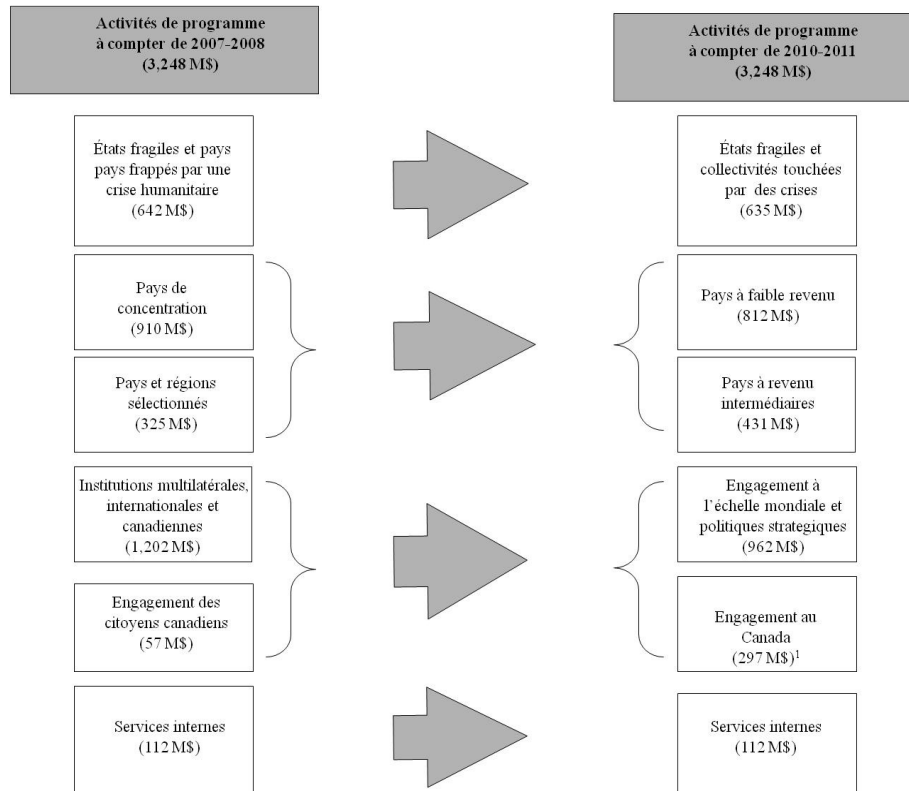 Activités de programme
à compter de 2007-2008
(3,248 M$)
États fragiles et pays
pays frappés par une
crise humanitaire
(642 M$)
Pays de
concentration
(910 M$)
Pays et régions
sélectionnés
(325 M$)
Institutions multilatérales,
internationales et
canadiennes
(1,202 M$)
Engagement des
citoyens canadiens
(57 M$)
Services internes
(112 M$)
Activités de programme
à compter de 2010-2011
(3,248 M$)
États fragiles et
collectivités touchées
par des crises
(635 M$)
Pays à faible revenu
(812 M$)
Pays à revenu
intermédiaires
(431 M$)
Engagement à
l’échelle mondiale et
politiques strategiques
(962 M$)
Engagement au
Canada
(297 M$)1
Services internes
(112 M$)